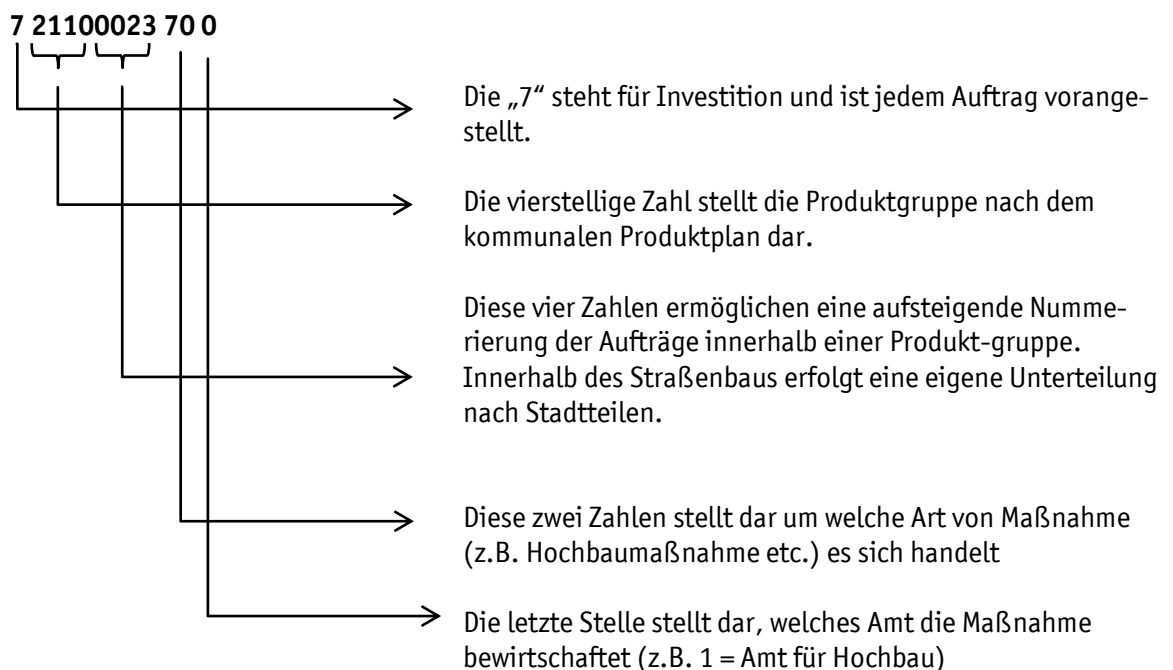 7 21100023 70 0
Die „7“ steht für Investition und ist jedem Auftrag vorange-
stellt.
Die vierstellige Zahl stellt die Produktgruppe nach dem
kommunalen Produktplan dar.
Diese vier Zahlen ermöglichen eine aufsteigende Numme-
rierung der Aufträge innerhalb einer Produkt-gruppe.
Innerhalb des Straßenbaus erfolgt eine eigene Unterteilung
nach Stadtteilen.
Diese zwei Zahlen stellt dar um welche Art von Maßnahme
(z.B. Hochbaumaßnahme etc.) es sich handelt
Die letzte Stelle stellt dar, welches Amt die Maßnahme
bewirtschaftet (z.B. 1 = Amt für Hochbau)